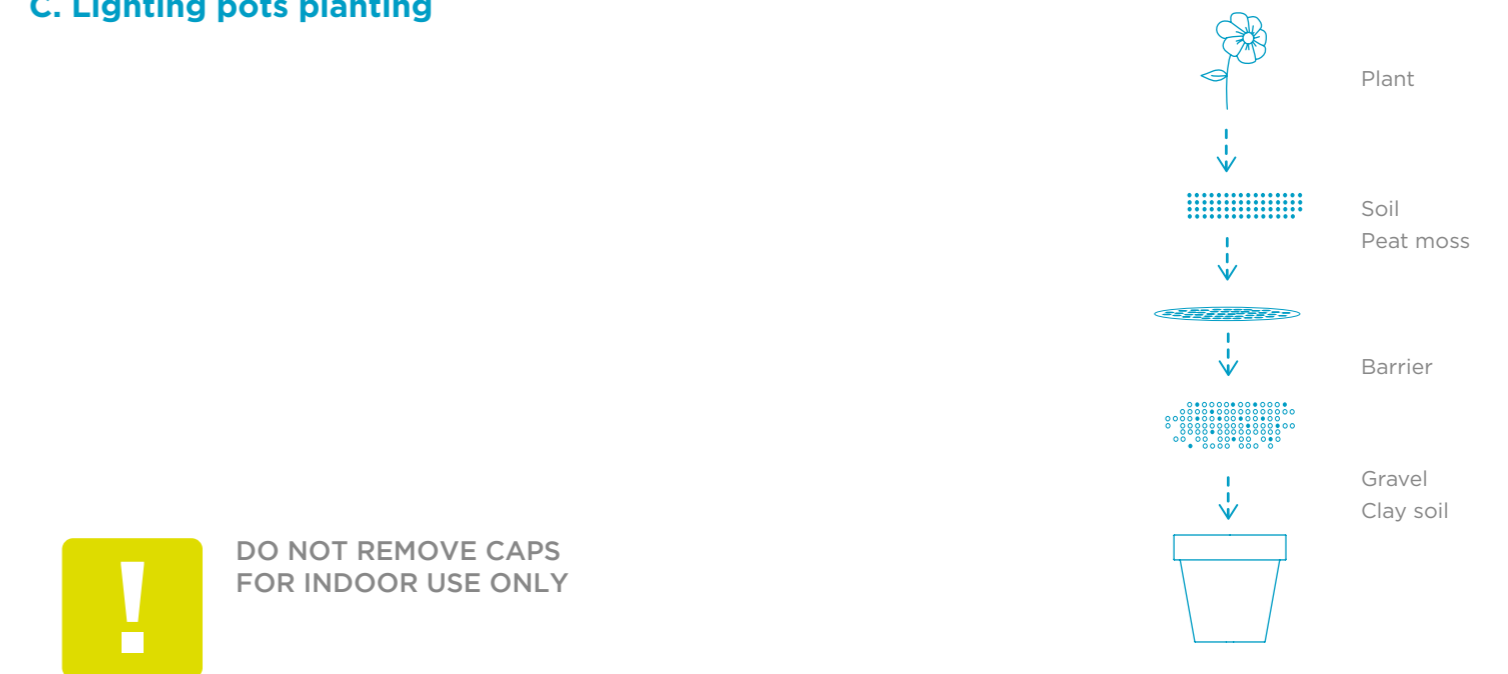 C. Lighting pots planting
Plant
Soil
Peat moss
Barrier
Gravel
Clay soil
!
DO NOT REMOVE CAPS
FOR INDOOR USE ONLY